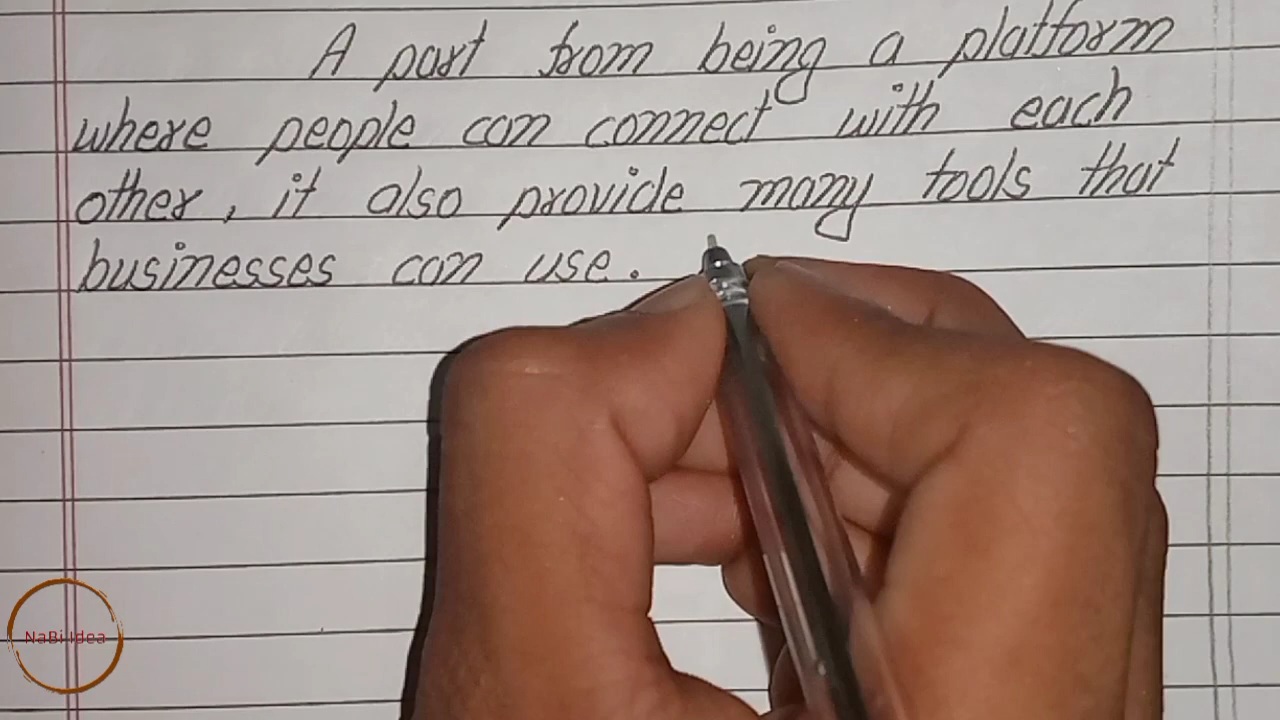 A part from being a platform
where people can connect with each
other, it also provide many tools that
businesses can use.
NaBi Idea